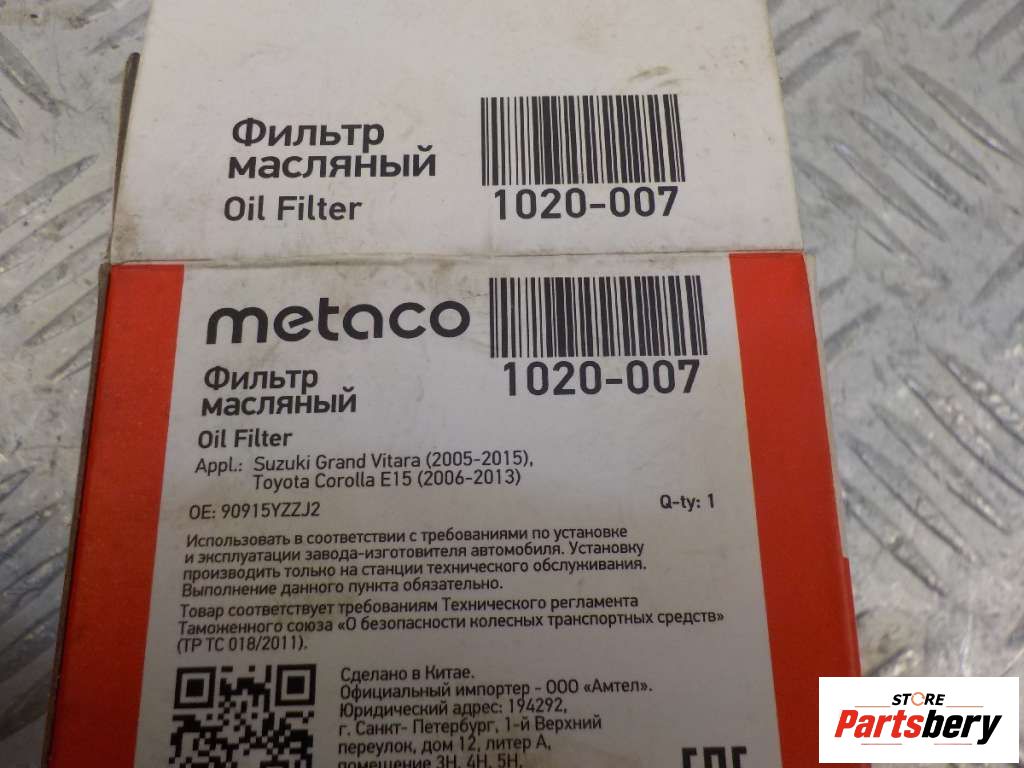 Фильтр
масляный
Oil Filter
1020-007
metaco
1020-007
Фильтр
масляный
Oil Filter
Appl.: Suzuki Grand Vitara (2005-2015),
Toyota Corolla E15 (2006-2013)
OE: 90915YZZJ2
Q-ty: 1
Использовать в соответствии с требованиями по установке
и эксплуатации завода-изготовителя автомобиля. Установку
производить только на станции технического обслуживания.
Выполнение данного пункта обязательно.
Товар соответствует требованиям Технического регламента
Таможенного союза «О безопасности колесных транспортных средств»
(ТР ТС 018/2011).
Сделано в Китае.
Официальный импортер - ООО «Амтел».
Юридический адрес: 194292,
г. Санкт- Петербург, 1-й Верхний
переулок, дом 12, литер А,
помещение 3Н, 4Н, 5Н.
STORE
Partsbery